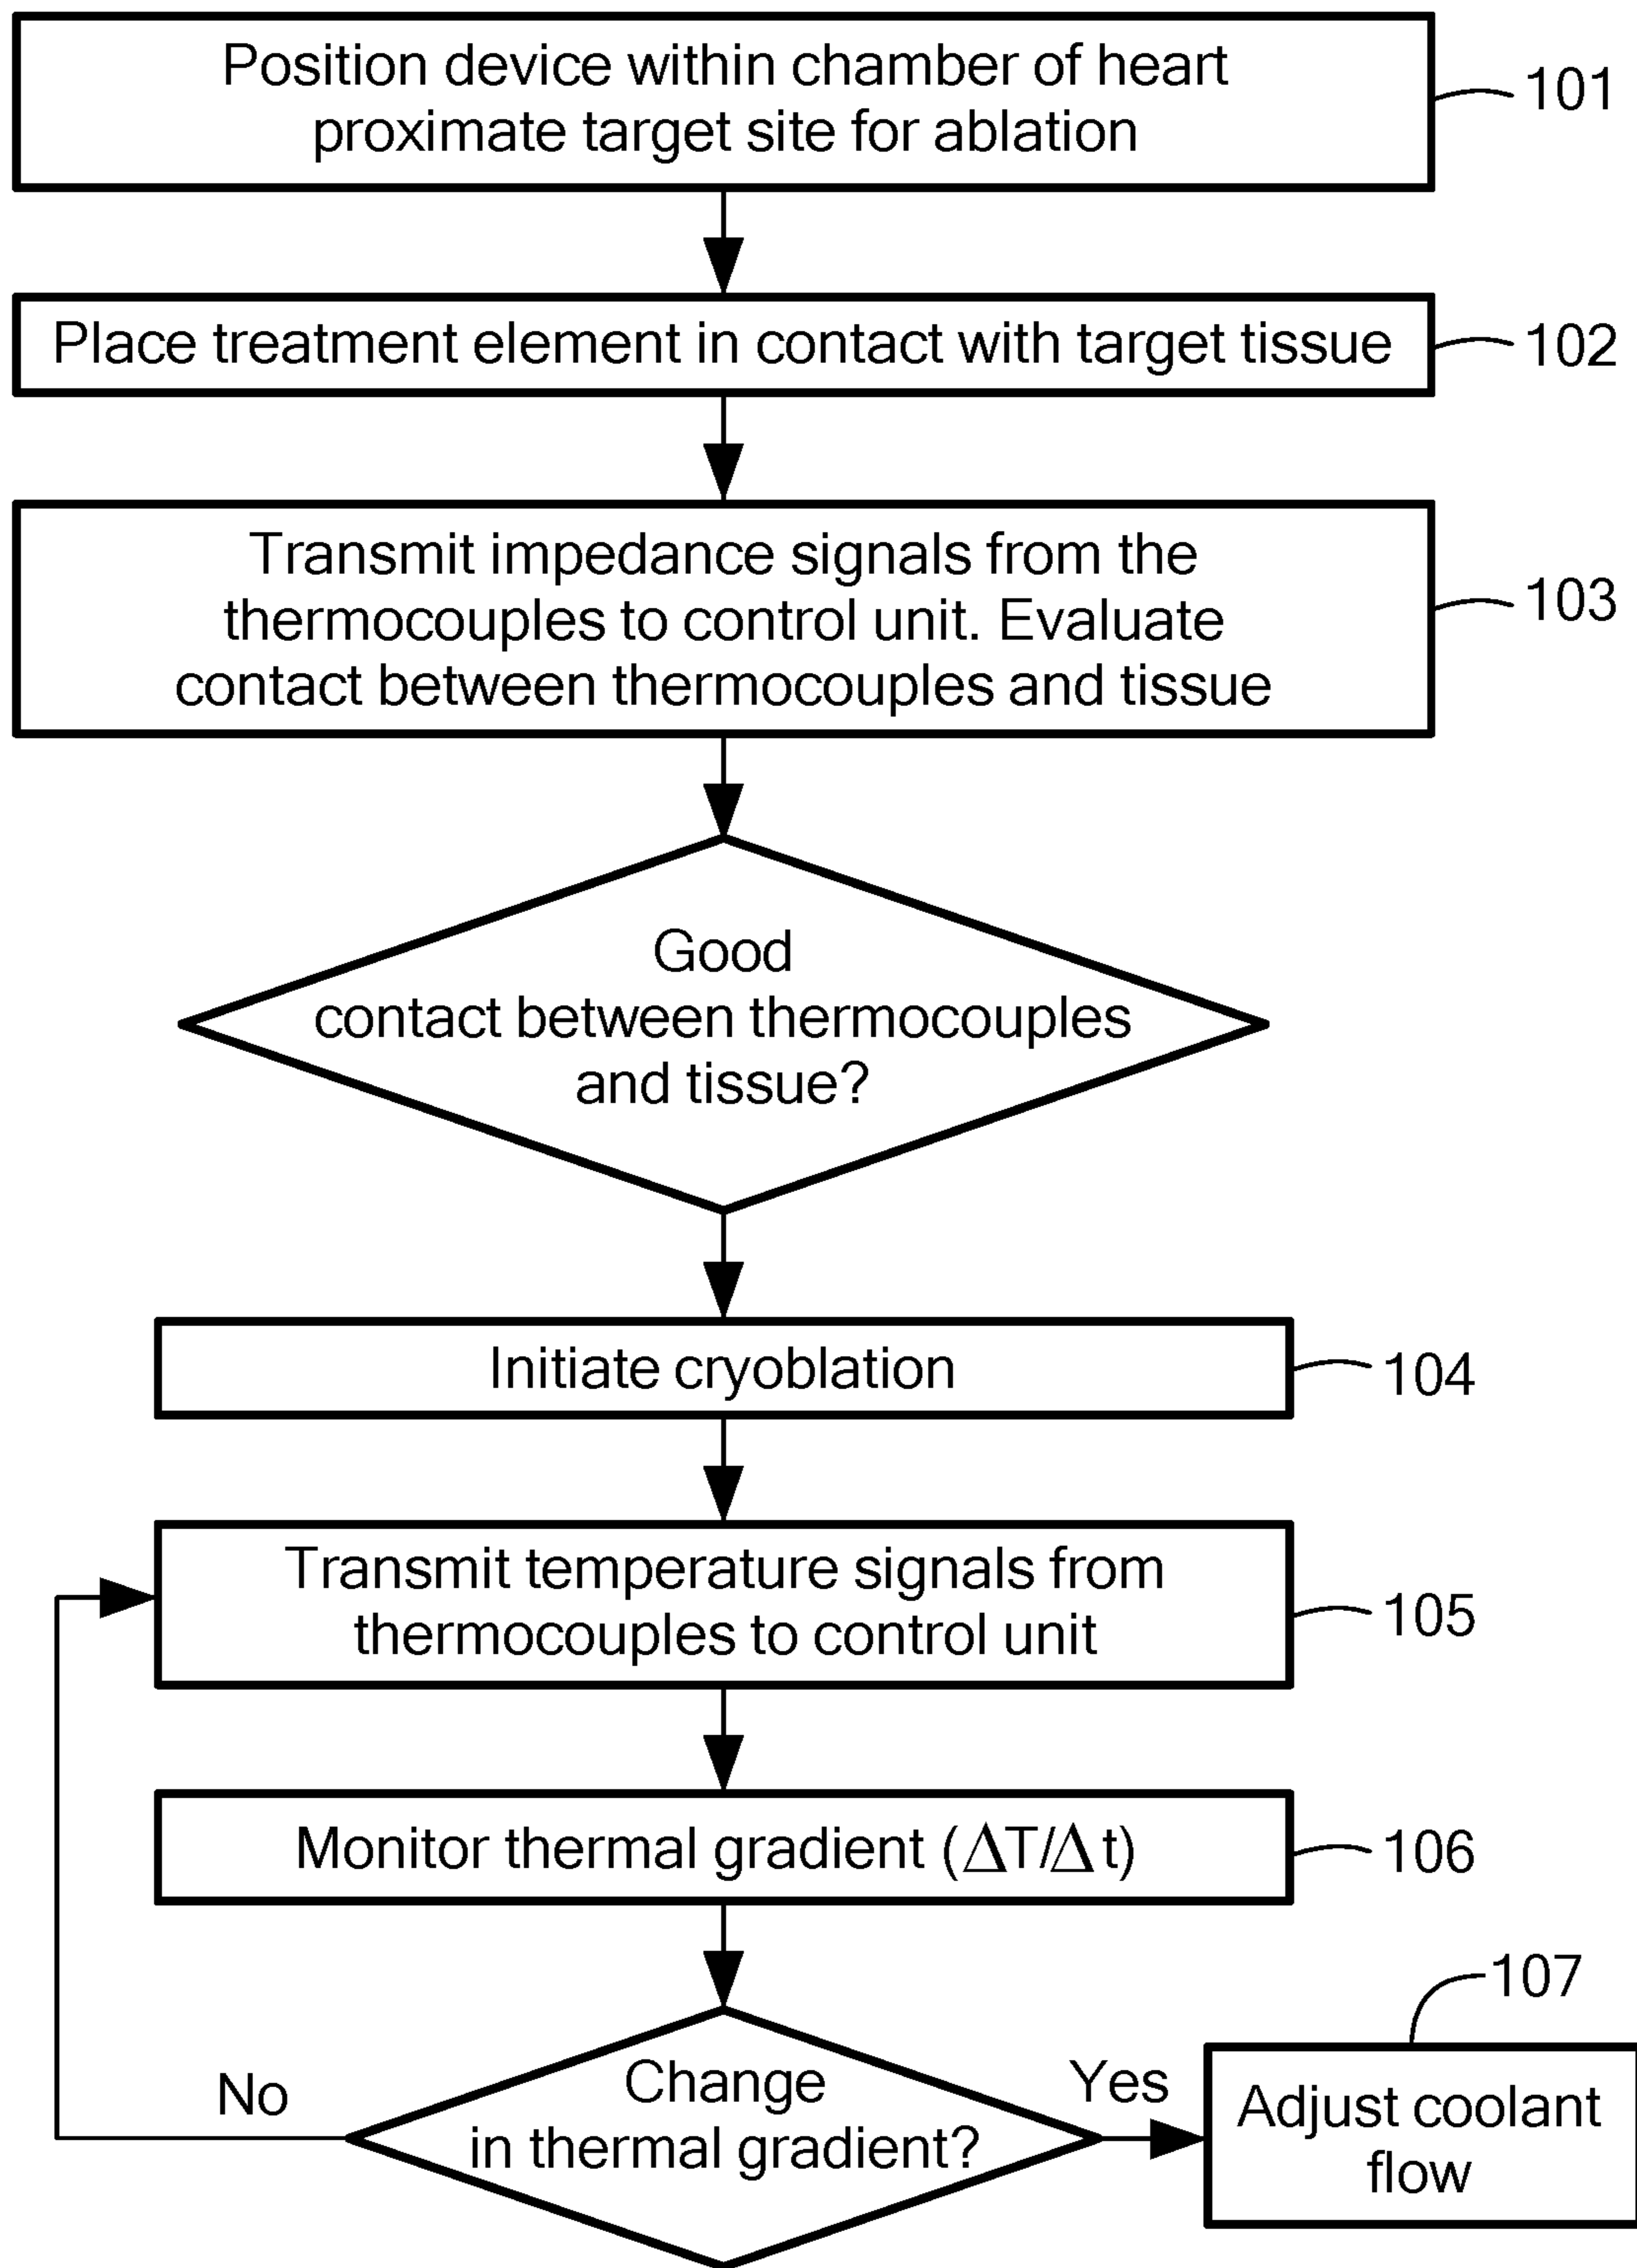 Position device within chamber of heart
proximate target site for ablation
101
Place treatment element in contact with target tissue
102
Transmit impedance signals from the
thermocouples to control unit. Evaluate
contact between thermocouples and tissue
103
Good
contact between thermocouples
and tissue?
Initiate cryoblation
104
Transmit temperature signals from
thermocouples to control unit
105
Monitor thermal gradient (ΔT/Δ t)
106
107
Change
in thermal gradient?
No
Yes
Adjust coolant
flow